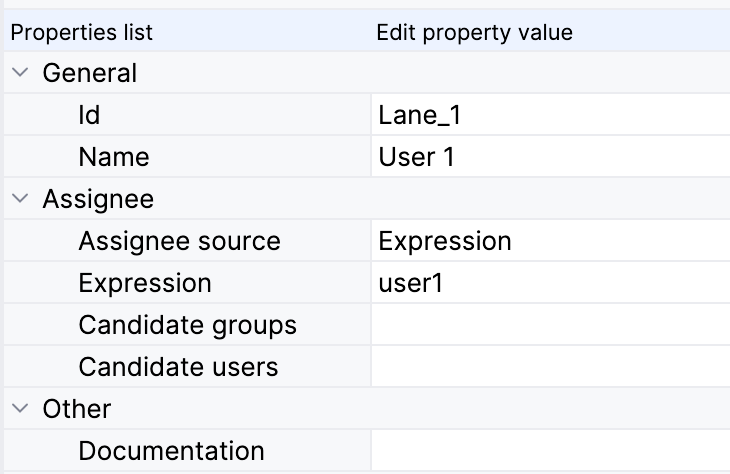 Properties list Edit property value
General
Id Lane_1
Name User 1
Assignee
Assignee source Expression
Expression user1
Candidate groups
Candidate users
Other
Documentation